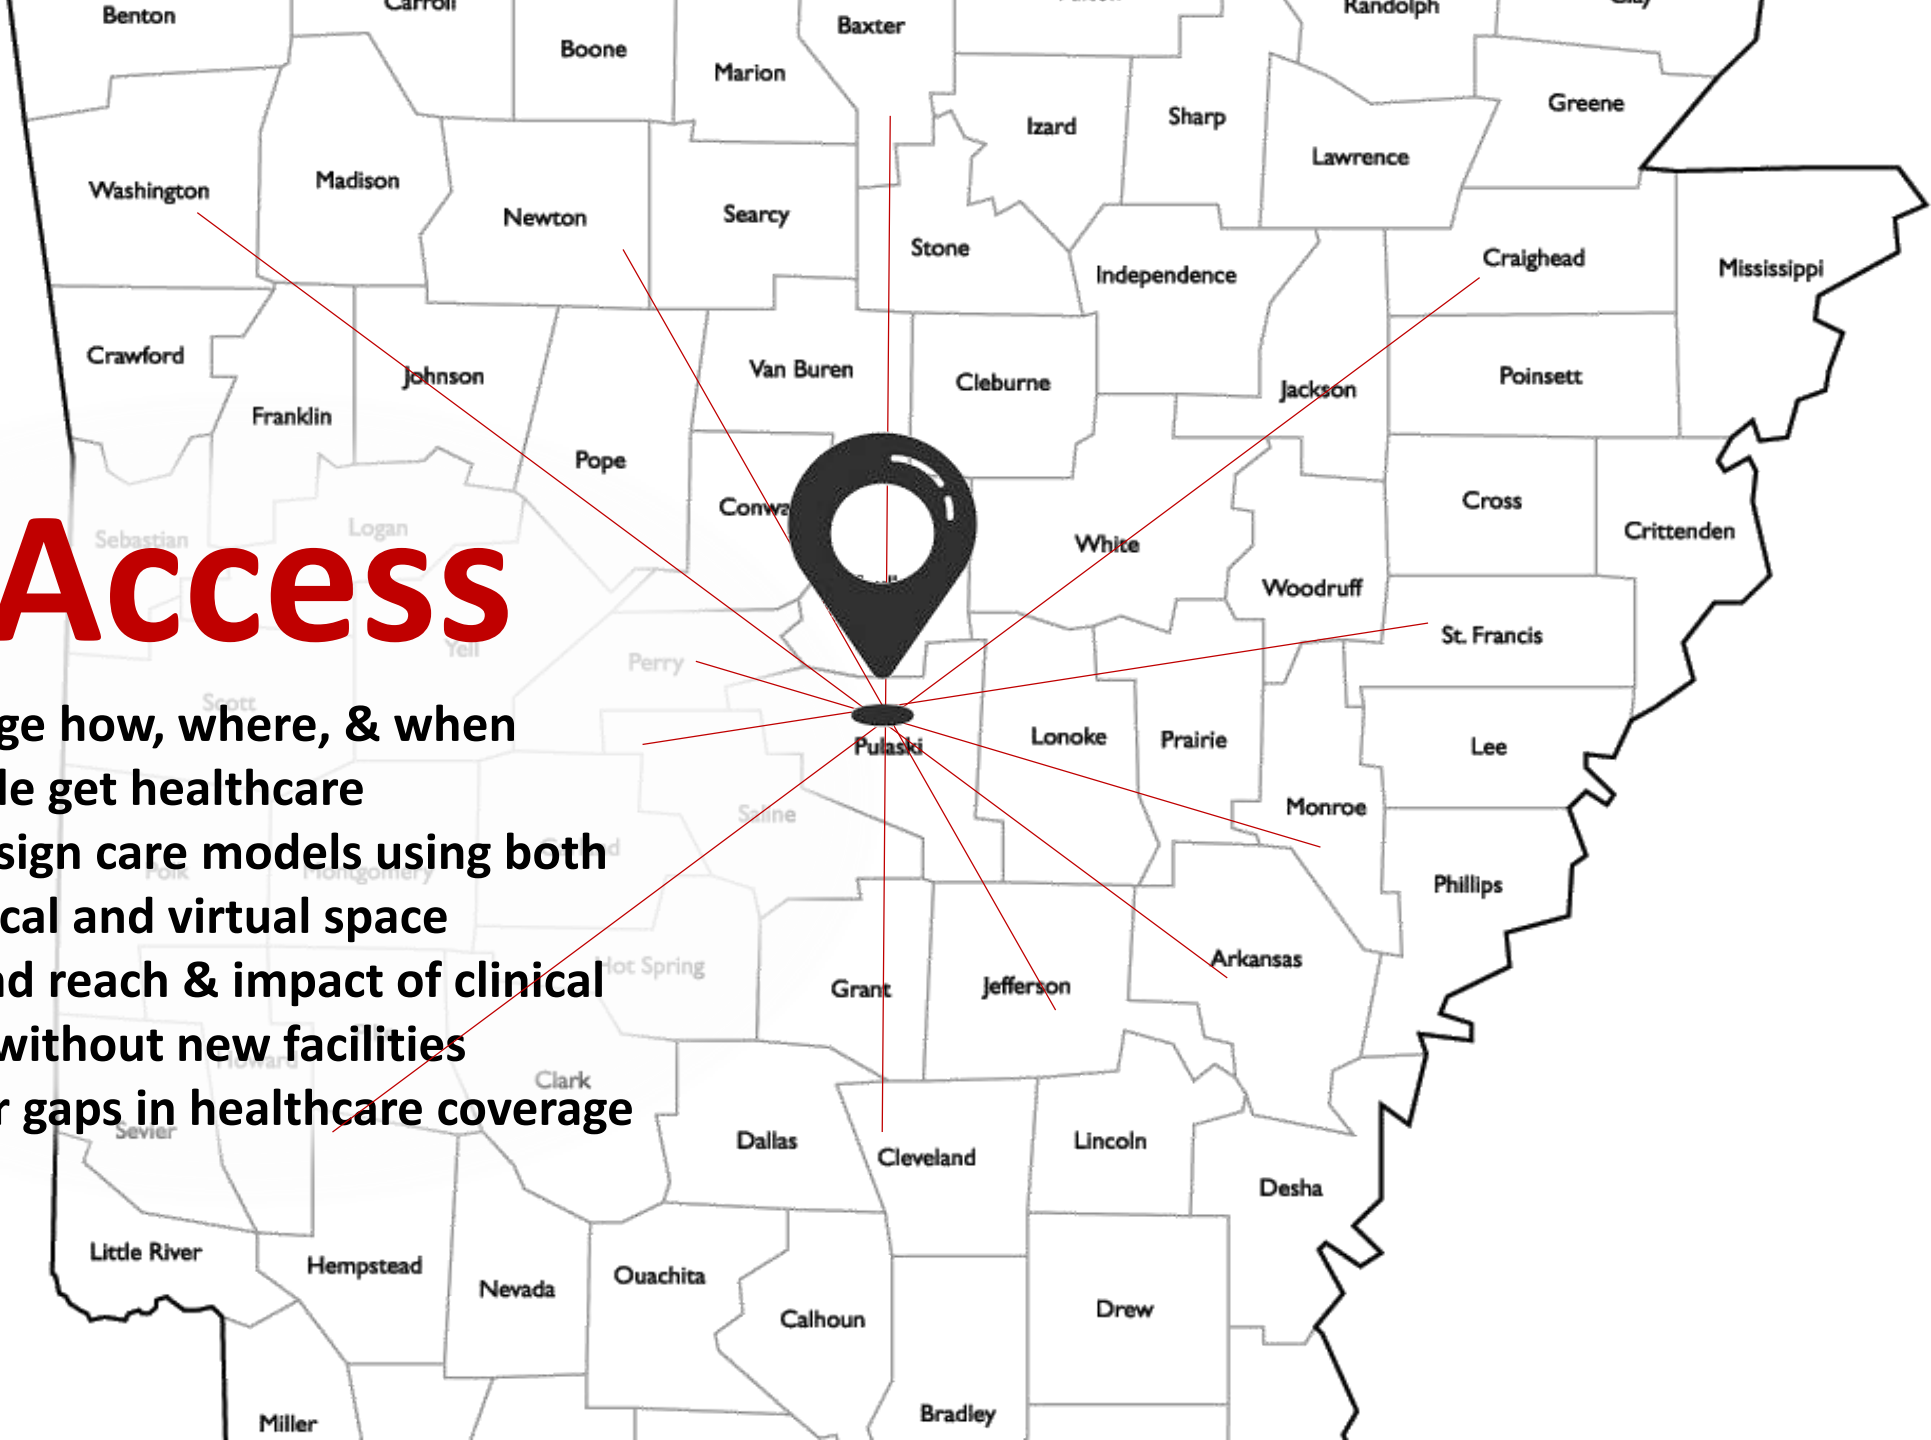 Benton
Carroll
Boone
Marion
Baxter
Randolph
Clay
Greene
Izard
Sharp
Lawrence
Washington
Madison
Newton
Searcy
Stone
Independence
Craighead
Mississippi
Crawford
Franklin
Johnson
Pope
Van Buren
Cleburne
Jackson
Poinsett
Conwa
White
Woodruff
Cross
Crittenden
Sebastian
Logan
Access
Yell
Perry
Scott
St. Francis
Pulaski
Lonoke
Prairie
Lee
Monroe
Phillips
ge how, where, & when
le get healthcare
sign care models using both
cal and virtual space
nd reach & impact of clinical
without new facilities
r gaps in healthcare coverage
Saline
Polk
Montgomery
Hot Spring
Grant
Jefferson
Arkansas
Howard
Clark
Sevier
Dallas
Cleveland
Lincoln
Desha
Little River
Hempstead
Nevada
Ouachita
Calhoun
Drew
Miller
Bradley